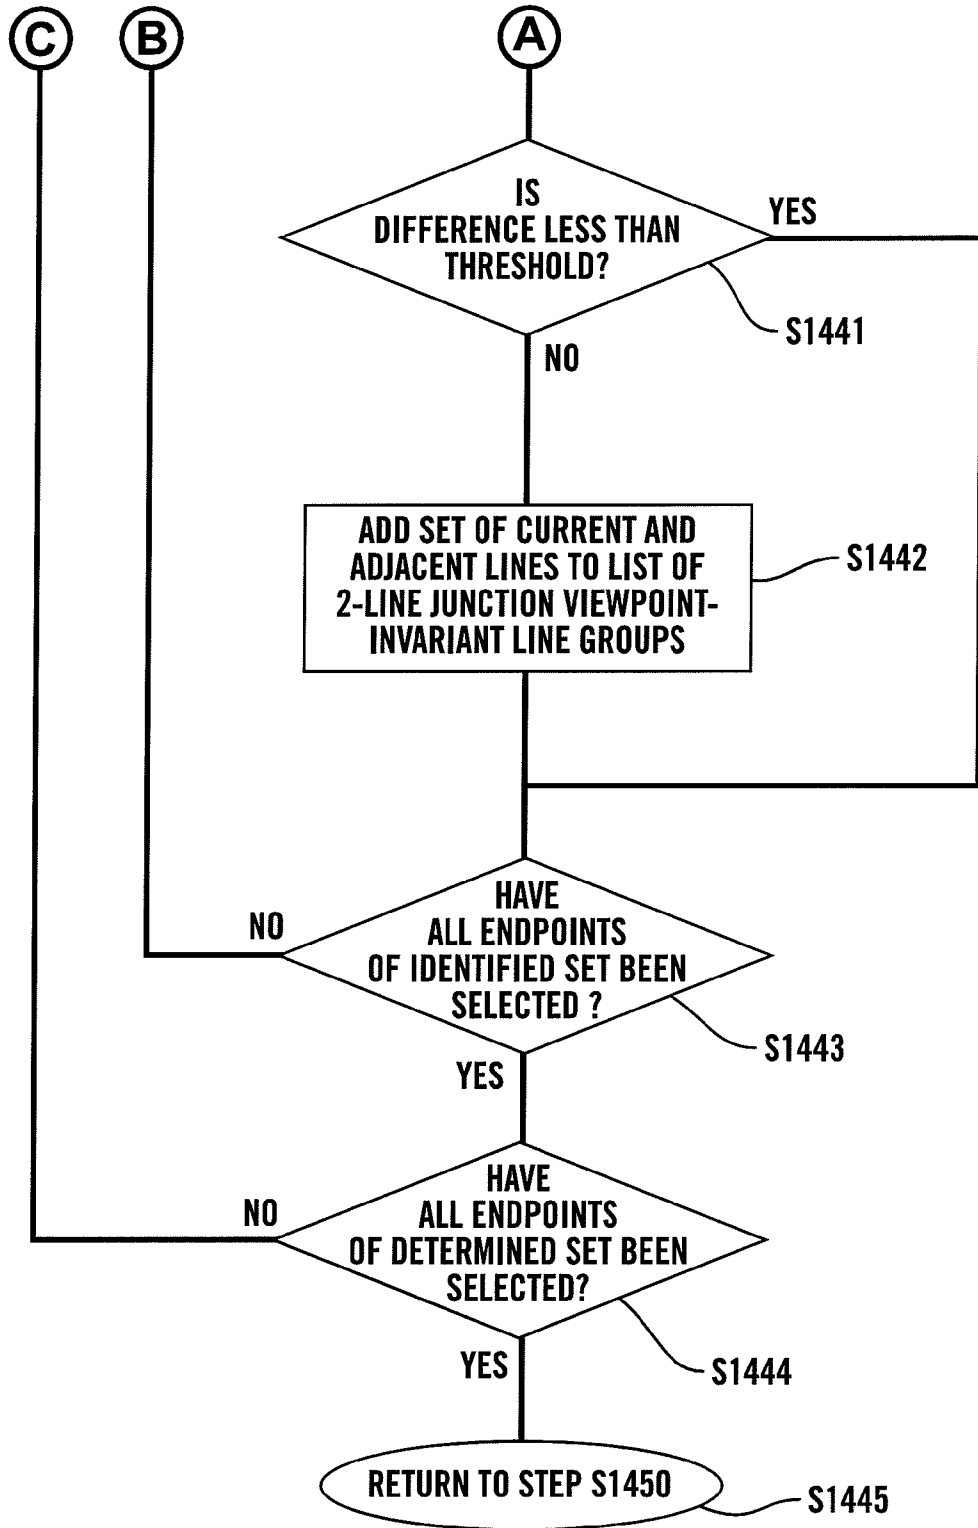 C B A
IS
DIFFERENCE LESS THAN
THRESHOLD?
YES
S1441
NO
ADD SET OF CURRENT AND
ADJACENT LINES TO LIST OF
2-LINE JUNCTION VIEWPOINT-
INVARIANT LINE GROUPS
S1442
HAVE
ALL ENDPOINTS
OF IDENTIFIED SET BEEN
SELECTED ?
NO
S1443
YES
HAVE
ALL ENDPOINTS
OF DETERMINED SET BEEN
SELECTED?
NO
S1444
YES
RETURN TO STEP S1450
S1445